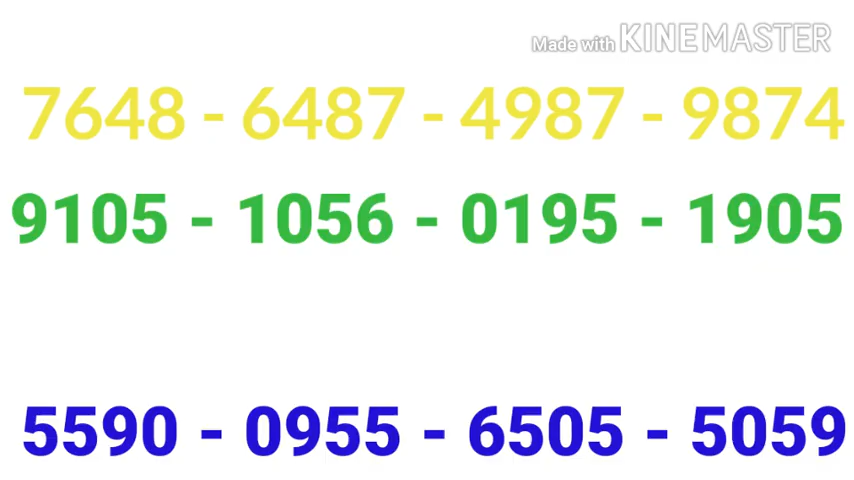 Made with KINEMASTER
7648 - 6487 - 4987 - 9874
9105 - 1056 - 0195 - 1905
5590 - 0955 - 6505 - 5059